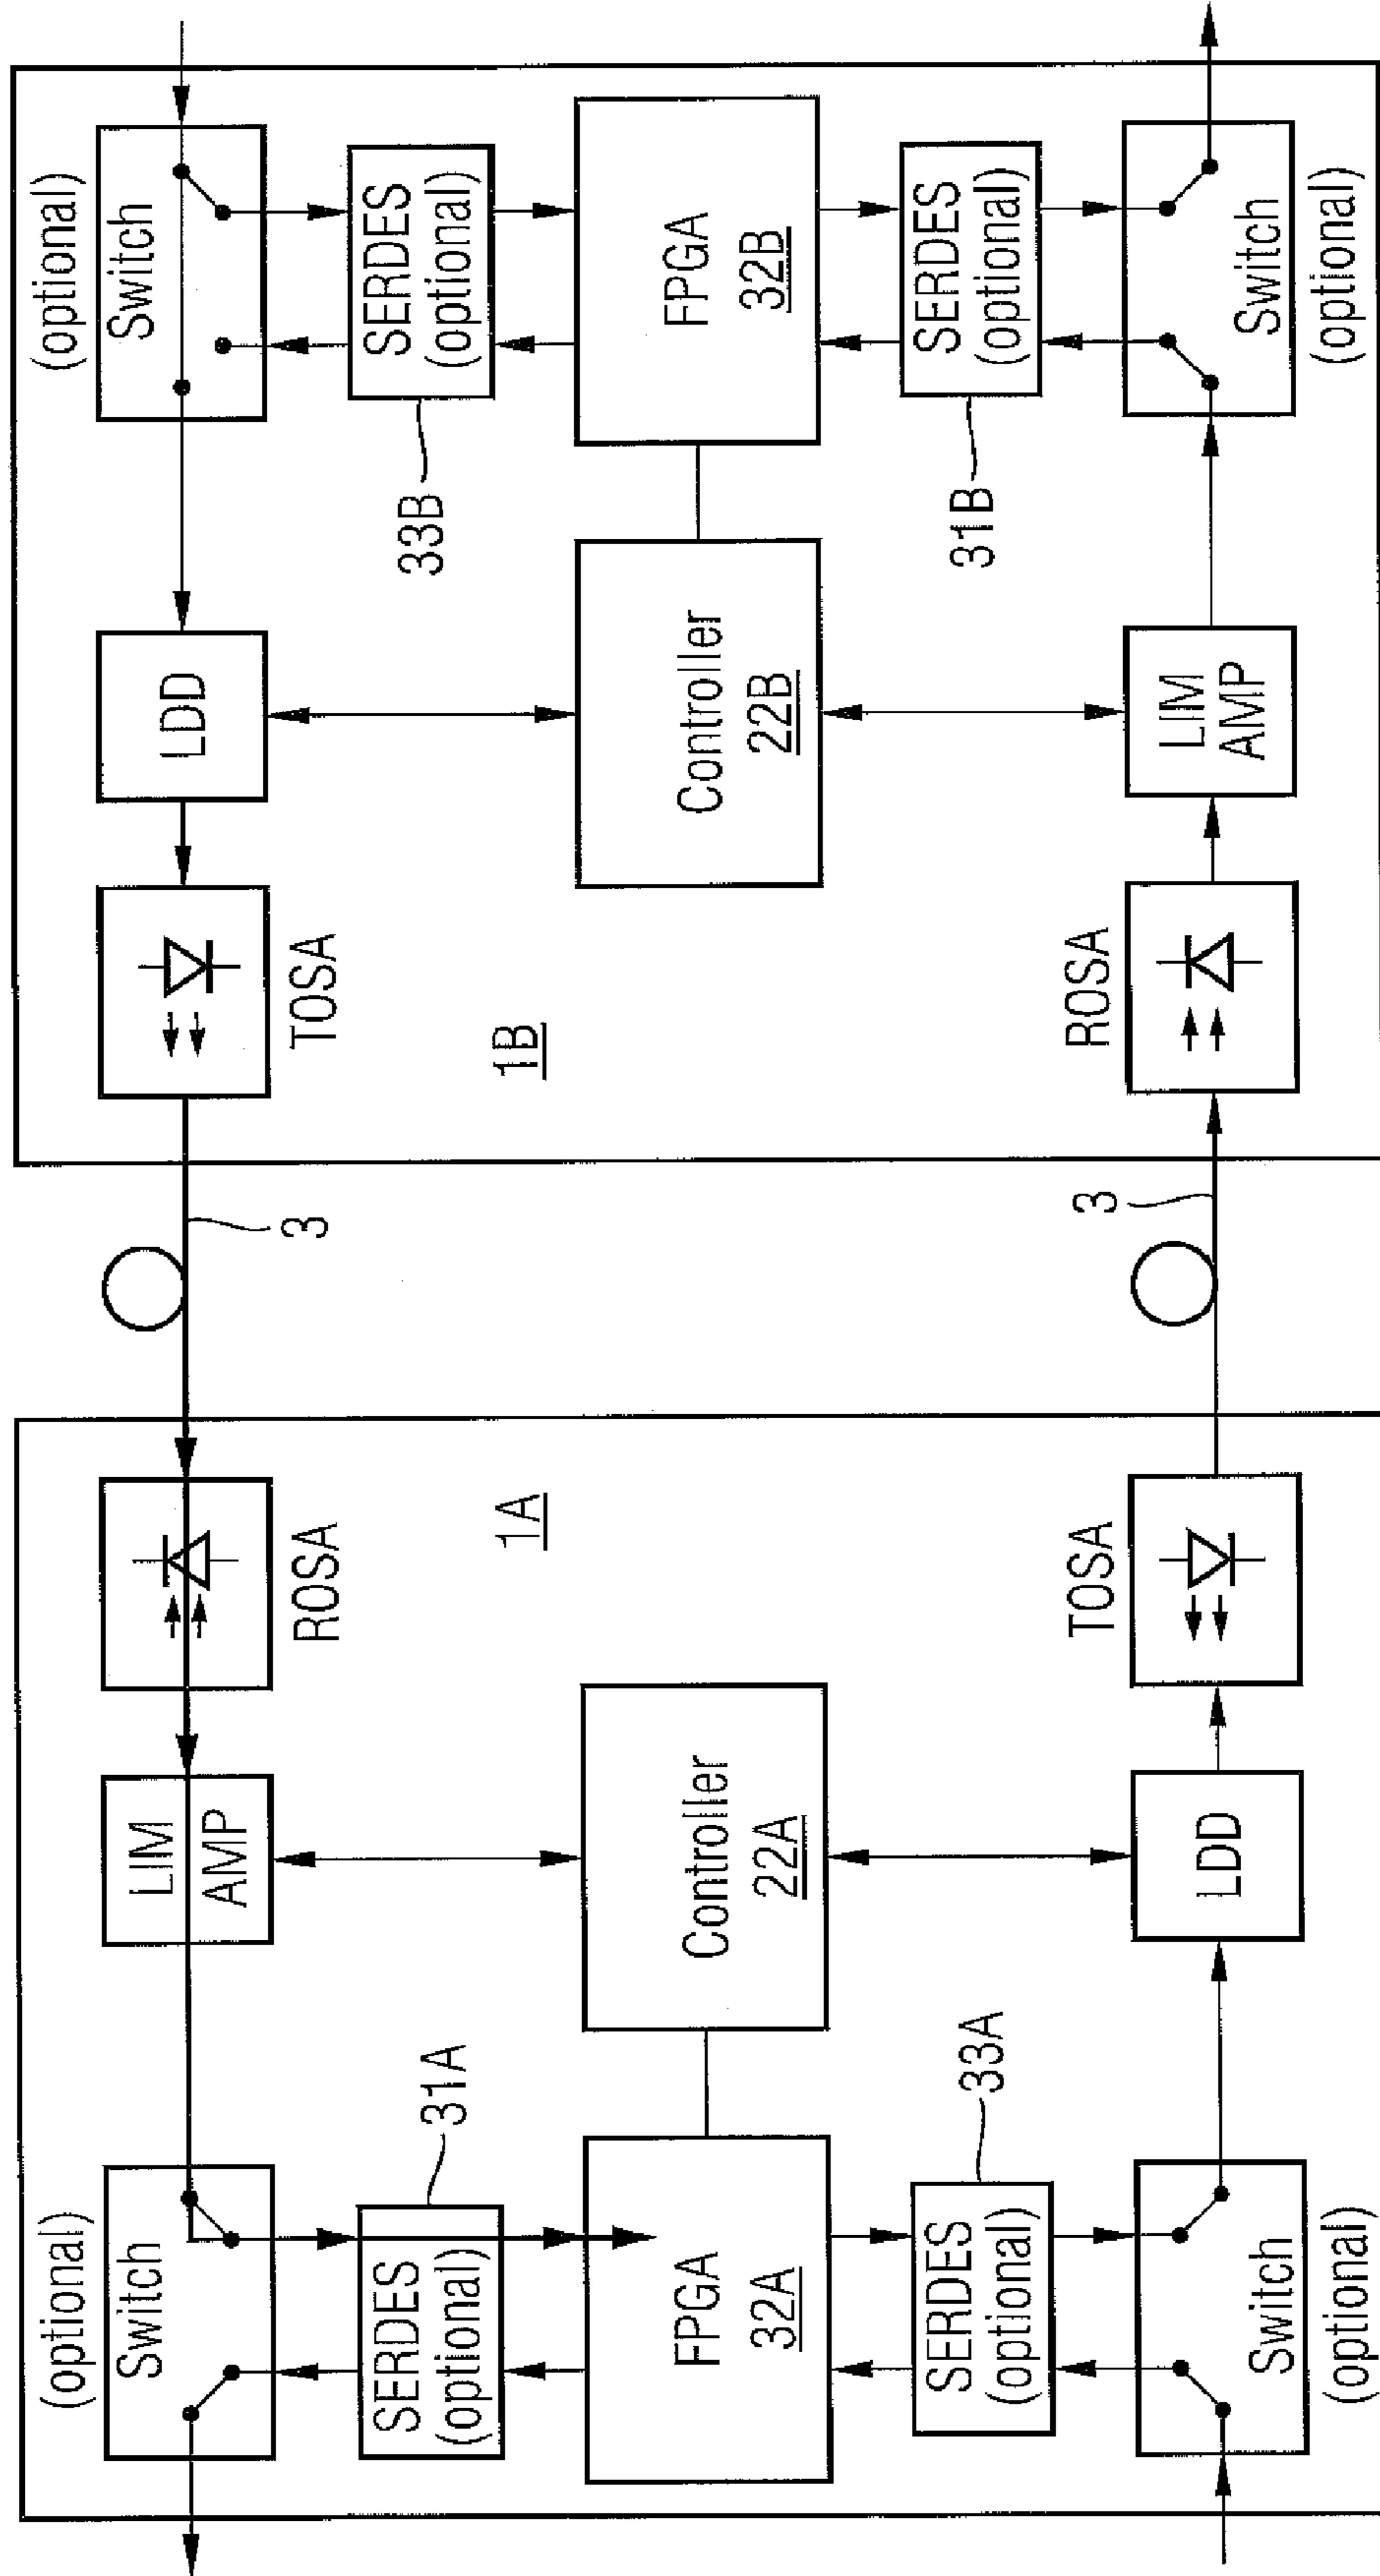 (optional)
Switch
LIM
AMP
ROSA
31A
SERDES
(optional)
1A
FPGA
32A
Controller
22A
33A
SERDES
(optional)
Switch
(optional)
LDD
TOSA
3
3
(optional)
Switch
LDD
TOSA
33B
SERDES
(optional)
1B
Controller
22B
FPGA
32B
31B
SERDES
(optional)
ROSA
LIM
AMP
Switch
(optional)